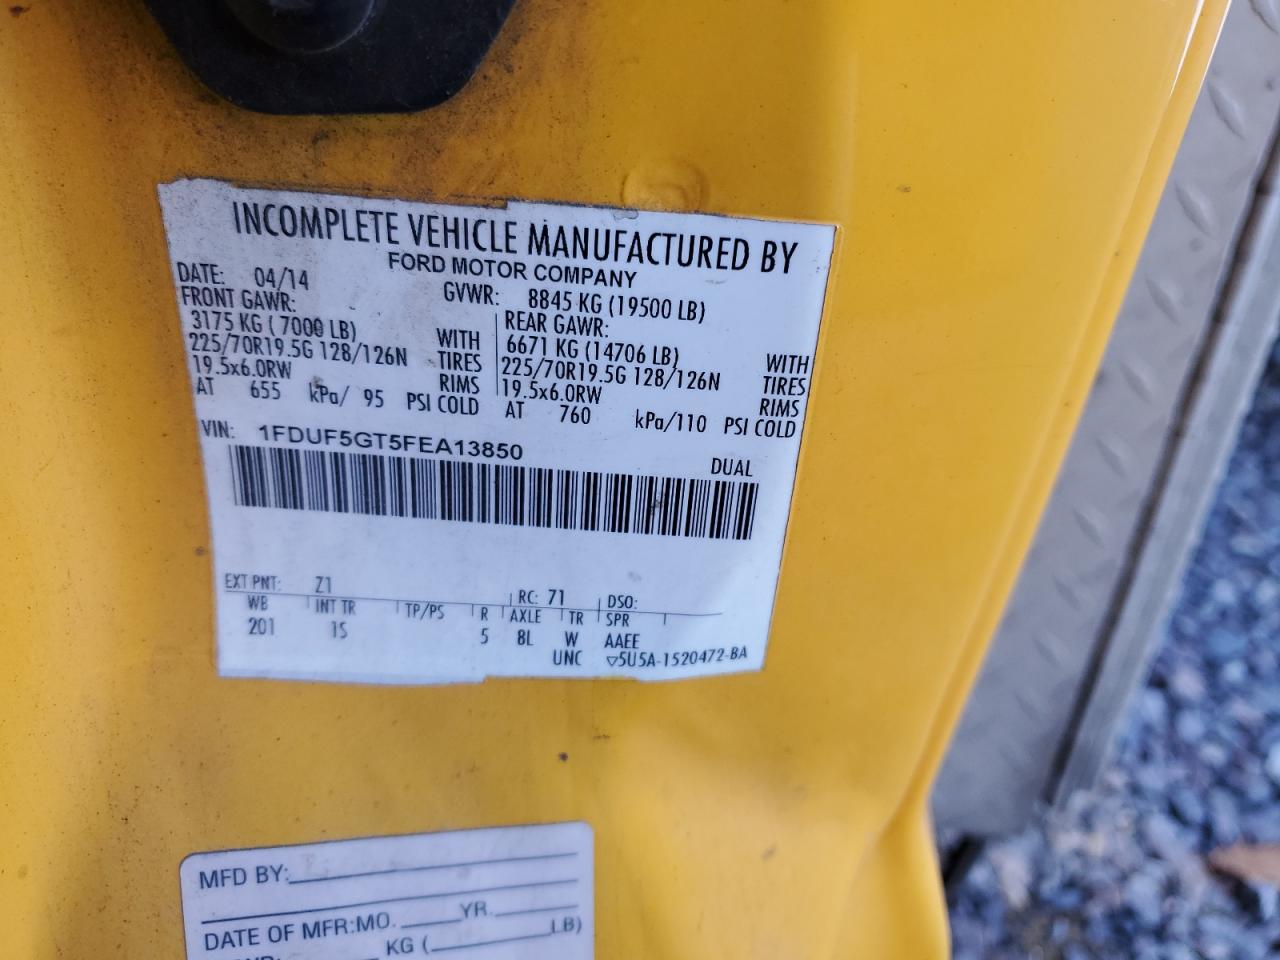 INCOMPLETE VEHICLE MANUFACTURED BY
FORD MOTOR COMPANY
DATE: 04/14 GVWR: 8845 KG (19500 LB)
FRONT GAWR: REAR GAWR:
3175 KG ( 7000 LB) WITH 6671 KG (14706 LB) WITH
225/70R19.5G 128/126N TIRES 225/70R19.5G 128/126N TIRES
19.5x6.0RW RIMS 19.5x6.0RW RIMS
AT 655 kPa/ 95 PSI COLD AT 760 kPa/110 PSI COLD
VIN: 1FDUF5GT5FEA13850
DUAL
EXT PNT: Z1 RC: 71 DSO:
WB INT TR TP/PS R AXLE TR SPR
201 1S 5 8L W AAEE
UNC ▽5U5A-1520472-BA
MFD BY:
DATE OF MFR:MO. YR.
KG ( LB)